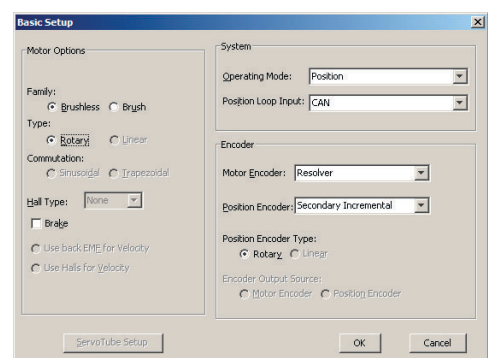 Basic Setup
Motor Options
Family:
Brushless Brush
Type:
Rotary Linear
Commutation:
Sinusoidal Trapezoidal
Hall Type: None
Brake
Use back EMF for Velocity
Use Halls for Velocity
ServoTube Setup
System
Operating Mode: Position
Position Loop Input: CAN
Encoder
Motor Encoder: Resolver
Position Encoder: Secondary Incremental
Position Encoder Type:
Rotary Linear
Encoder Output Source:
Motor Encoder Position Encoder
OK Cancel